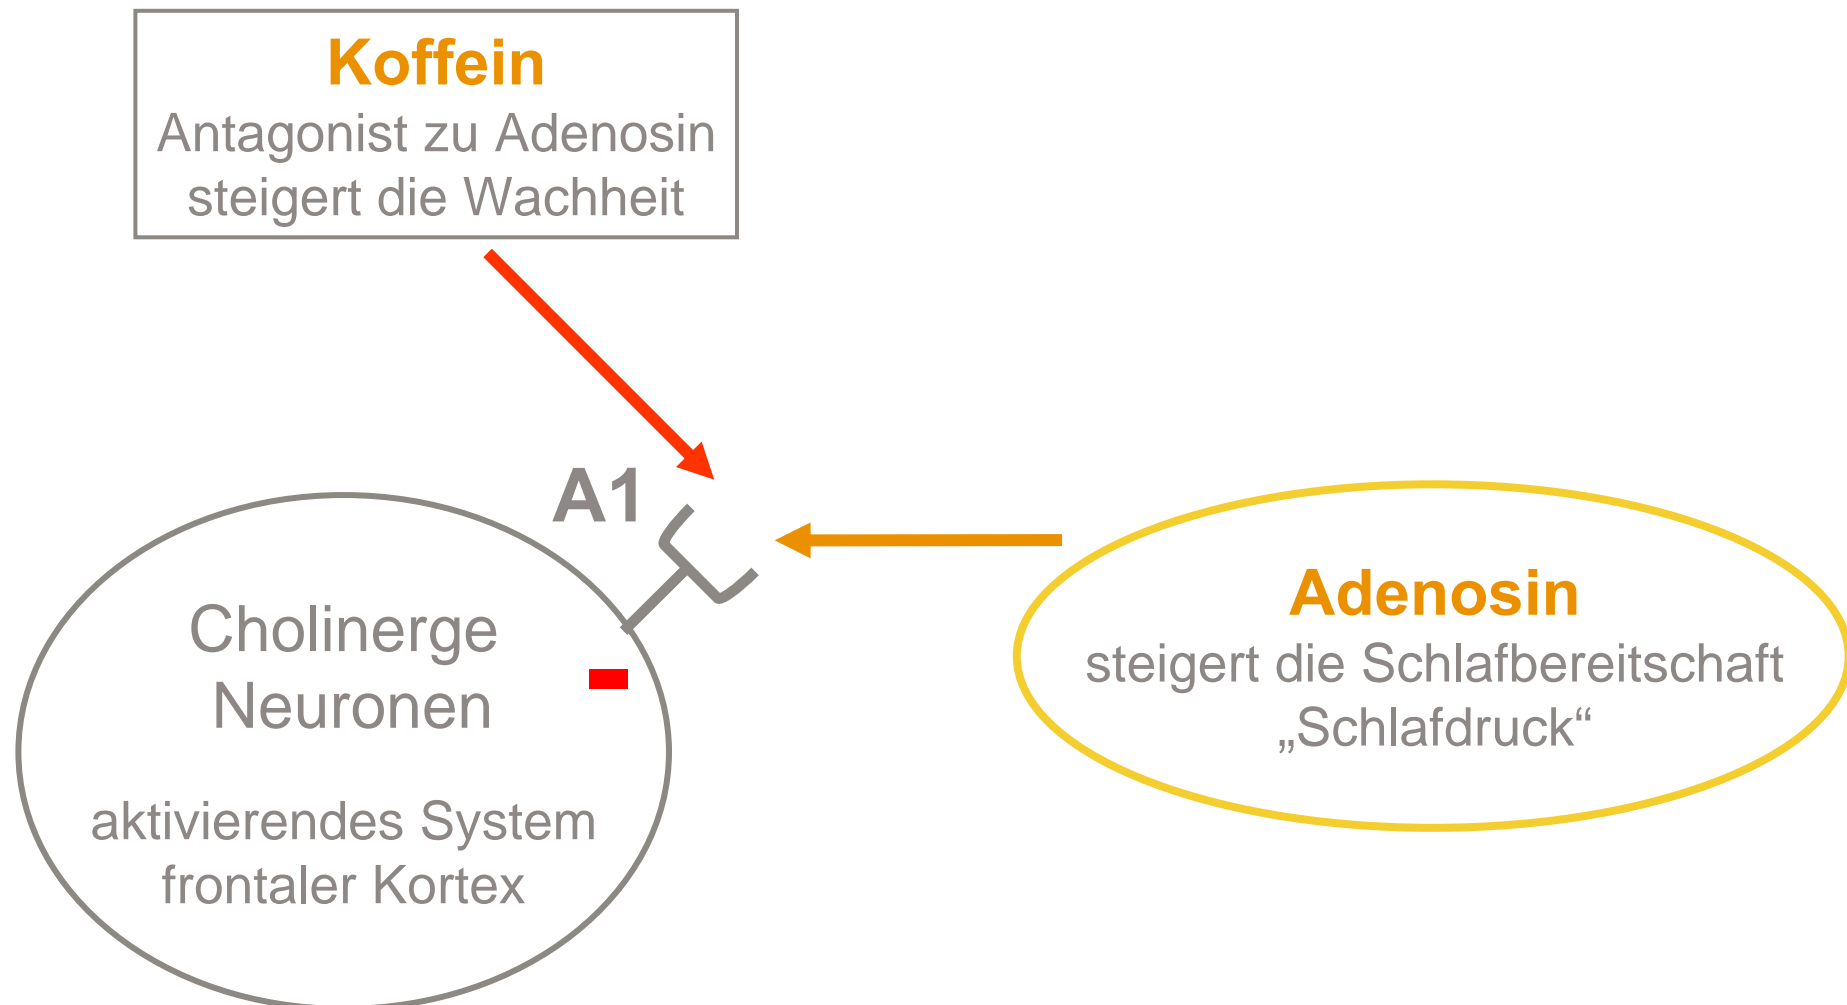 Koffein
Antagonist zu Adenosin
steigert die Wachheit
A1
Cholinerge
Neuronen
aktivierendes System
frontaler Kortex
Adenosin
steigert die Schlafbereitschaft
„Schlafdruck“